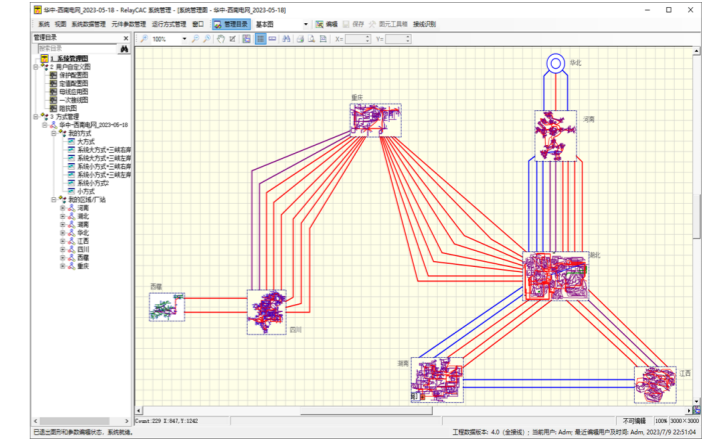 华中-西南电网_2023-05-18 - RelayCAC 系统管理 - [系统管理图 - 华中-西南电网_2023-05-18]
系统 视图 系统数据管理 元件参数管理 运行方式管理 窗口 管理目录 基本图 编辑 保存 图元工具箱 接线识别
管理目录
搜索目录
100%
X=
Y=
1 系统管理图
2 用户自定义图
保护配置图
定值配置图
母线应用图
一次接线图
简化图
3 方式管理
华中-西南电网_2023-05-18
我的方式
大方式
系统大方式+三峡右岸
系统大方式+三峡左岸
系统小方式+三峡右岸
系统小方式+三峡左岸
系统小方式2
小方式
我的区域/厂站
河南
湖北
湖南
华北
江西
四川
西藏
重庆
华北
重庆
河南
湖北
西藏
四川
湖南
江西
Count:229 X:847,Y:1242
不可编辑 100% 3000×3000
已退出图形和参数编辑状态，系统就绪。
工程数据版本: 4.0 (全接线)； 当前用户: Adm; 最近编辑用户及时间: Adm, 2023/7/9 22:51:04